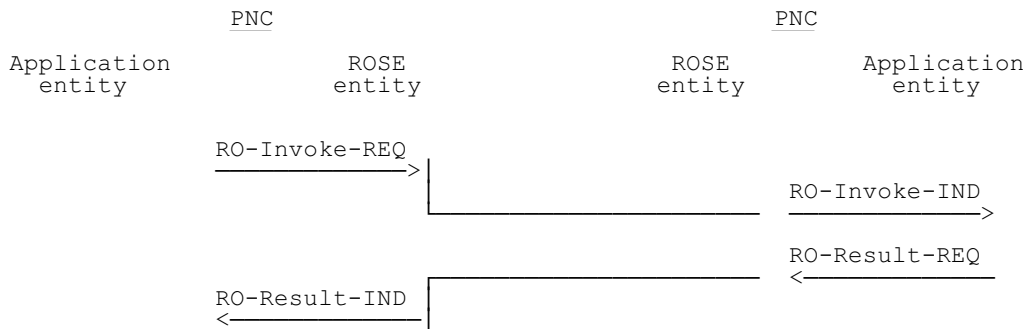 PNC PNC
Application ROSE ROSE Application
entity entity entity entity
RO-Invoke-REQ
RO-Invoke-IND
RO-Result-REQ
RO-Result-IND